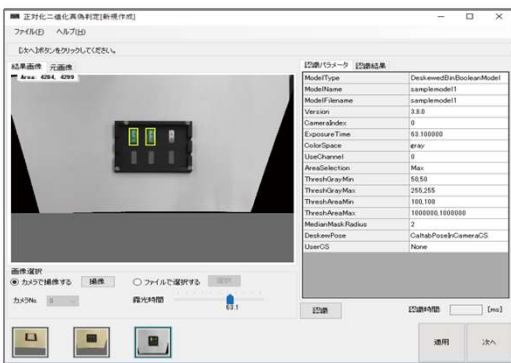 正対化二値化真偽判定[新規作成]
ファイル(F) ヘルプ(H)
[次へ]ボタンをクリックしてください。
結果画像 元画像
Area: 4284, 4299
画像選択
カメラで撮像する 撮像 ファイルで選択する 選択
カメラNo. 0 露光時間 63.1
認識パラメータ 認識結果
ModelType DeskewedBinBooleanModel
ModelName samplemodel1
ModelFilename samplemodel1
Version 3.8.0
CameraIndex 0
ExposureTime 63.100000
ColorSpace gray
UseChannel 0
AreaSelection Max
ThreshGrayMin 50,50
ThreshGrayMax 255,255
ThreshAreaMin 100,100
ThreshAreaMax 1000000,1000000
MedianMaskRadius 2
DeskewPose CaltabPoseInCameraCS
UserCS None
認識 認識時間 [ms]
適用 次へ